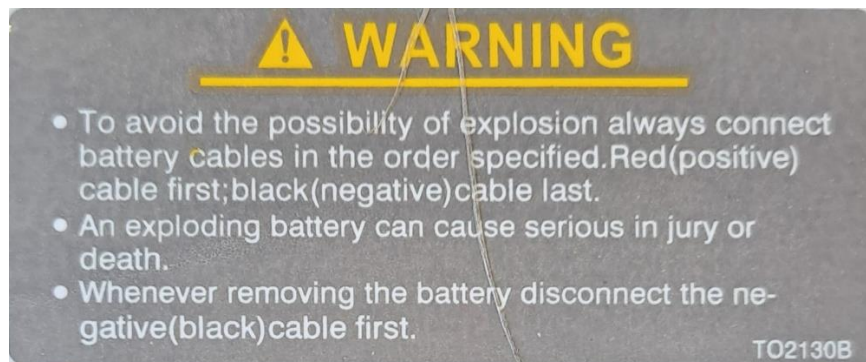 WARNING
• To avoid the possibility of explosion always connect
battery cables in the order specified.Red(positive)
cable first;black(negative)cable last.
• An exploding battery can cause serious in jury or
death.
• Whenever removing the battery disconnect the ne-
gative(black)cable first.
TO2130B